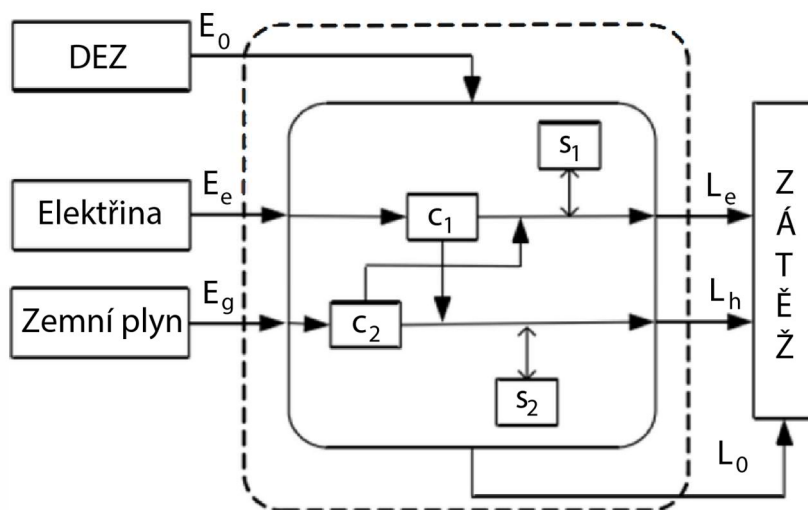 DEZ
E0
Elektřina
Ee
Zemní plyn
Eg
c1
c2
s1
s2
Le
Lh
L0
Z
Á
T
Ě
Ž